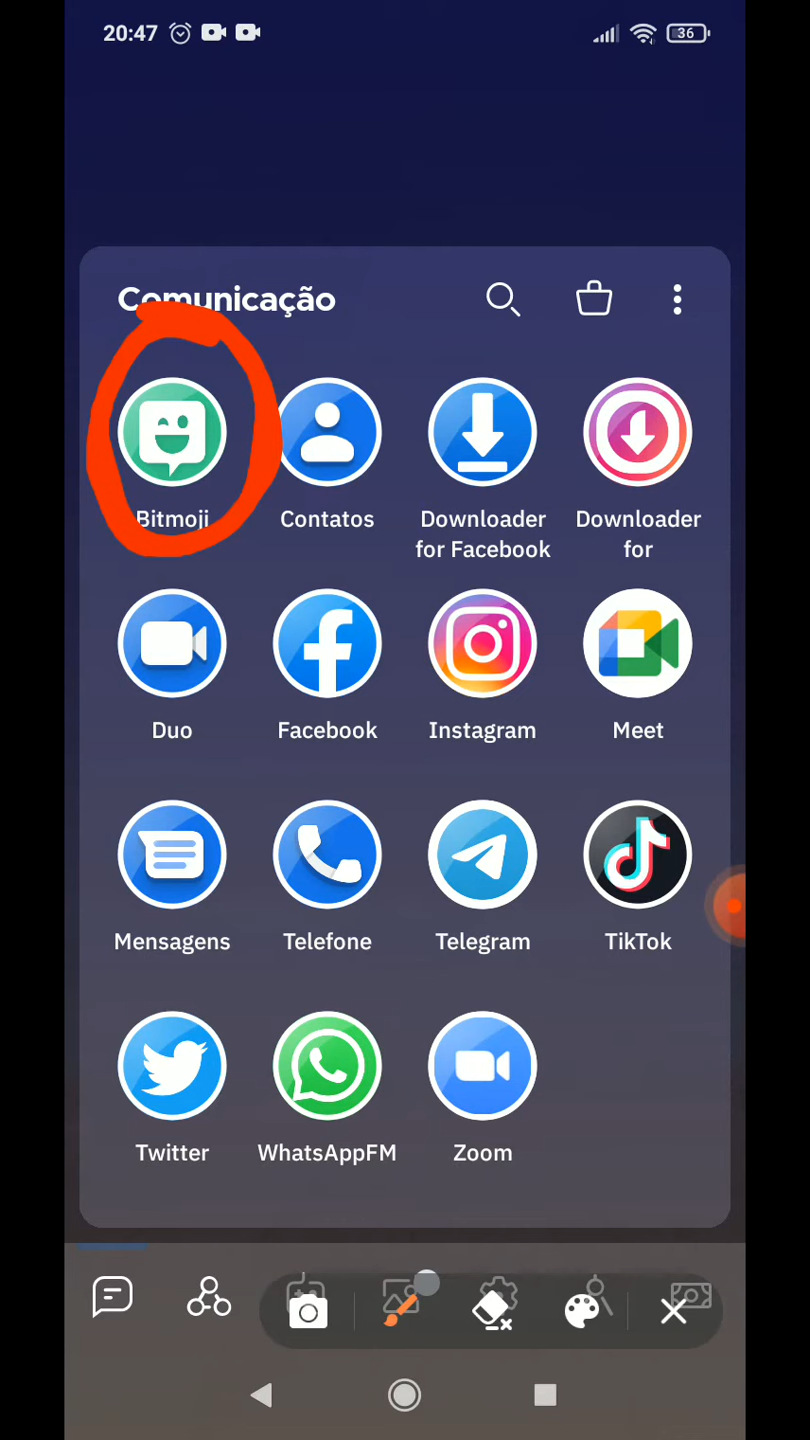 20:47
36
Comunicação
Bitmoji
Contatos
Downloader for Facebook
Downloader for
Duo
Facebook
Instagram
Meet
Mensagens
Telefone
Telegram
TikTok
Twitter
WhatsAppFM
Zoom